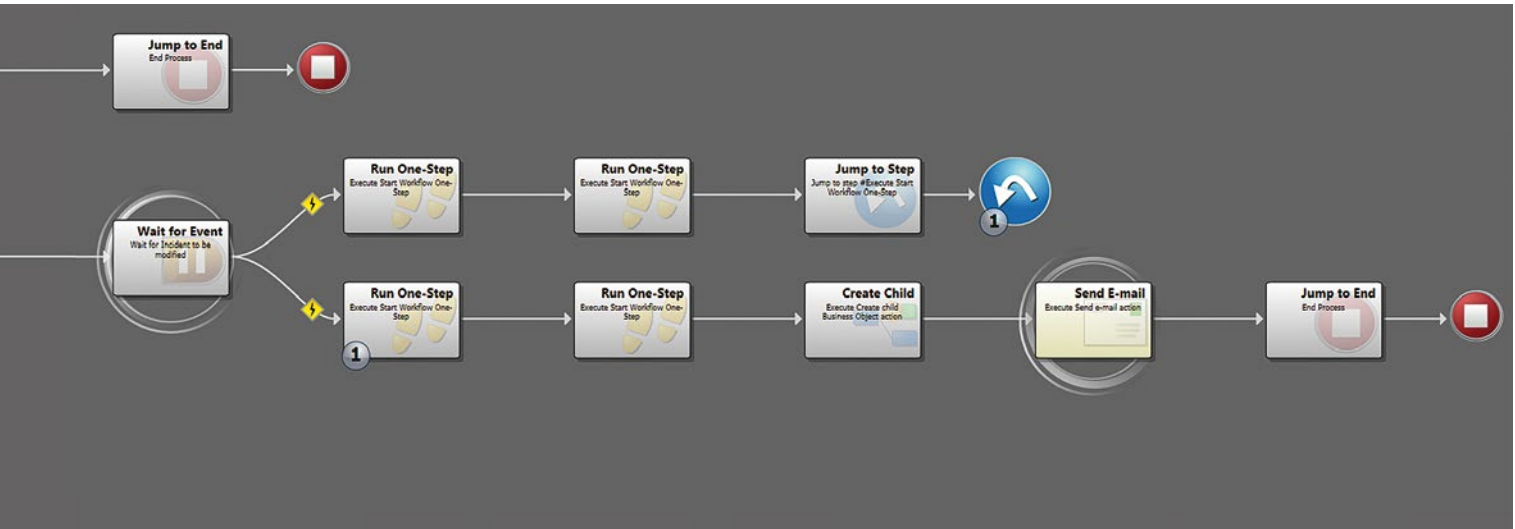 Jump to End
End Process
Run One-Step
Execute Start Workflow One-
Step
Run One-Step
Execute Start Workflow One-
Step
Jump to Step
Jump to step #Execute Start
Workflow One-Step
1
Wait for Event
Wait for Incident to be
modified
Run One-Step
Execute Start Workflow One-
Step
1
Run One-Step
Execute Start Workflow One-
Step
Create Child
Execute Create child
Business Object action
Send E-mail
Execute Send e-mail action
Jump to End
End Process